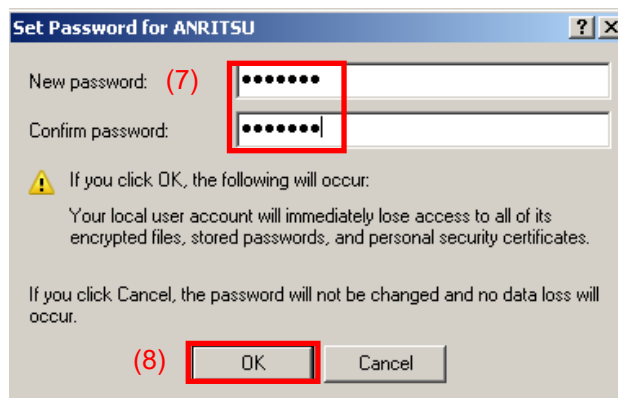 Set Password for ANRITSU
New password: (7) •••••••
Confirm password: •••••••
If you click OK, the following will occur:
Your local user account will immediately lose access to all of its
encrypted files, stored passwords, and personal security certificates.
If you click Cancel, the password will not be changed and no data loss will
occur.
(8) OK Cancel